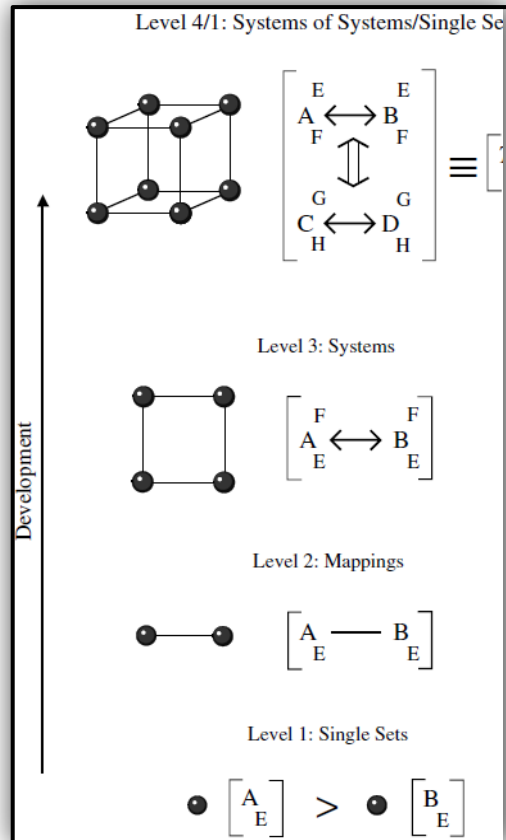 Level 4/1: Systems of Systems/Single Se
E E
A ⟷ B
F F
⇕
G G
C ⟷ D
H H
≡
Level 3: Systems
F F
A ⟷ B
E E
Development
Level 2: Mappings
A — B
E E
Level 1: Single Sets
A > B
E E